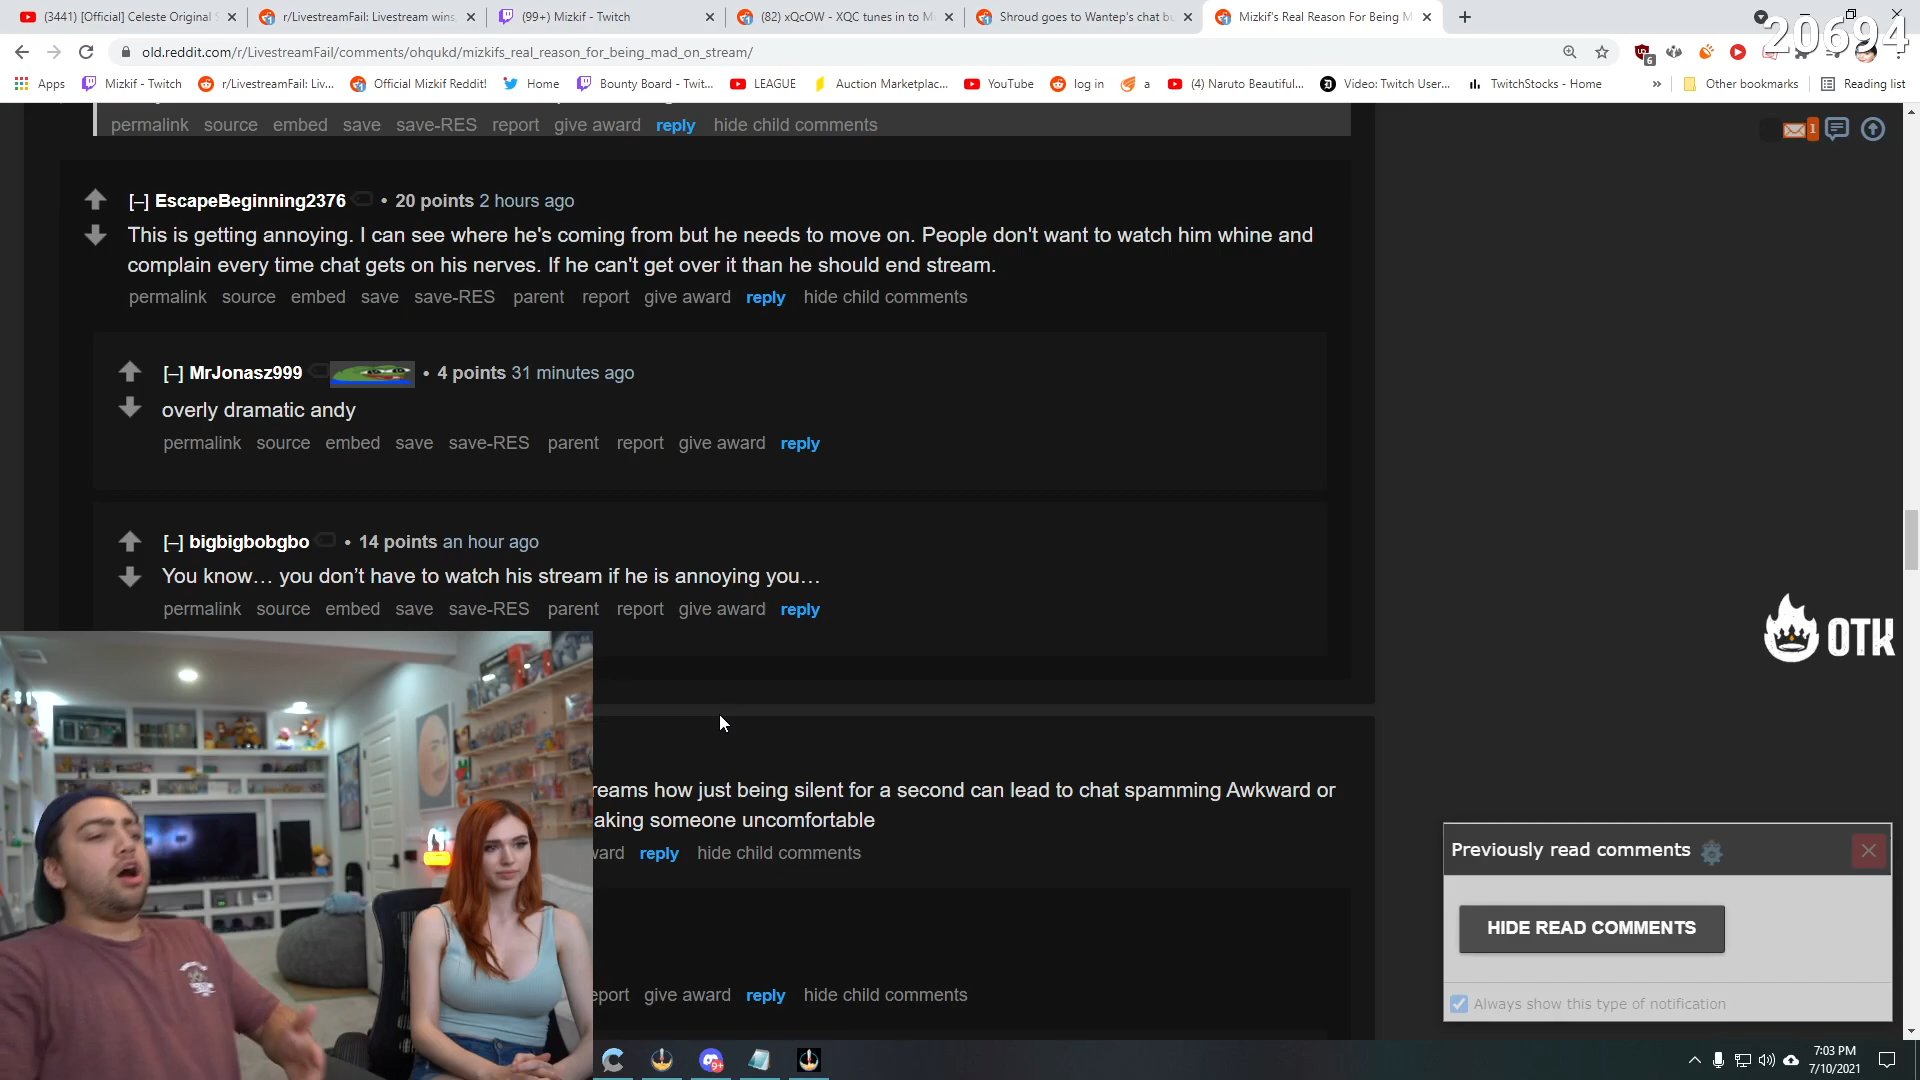 (3441) [Official] Celeste Original S
r/LivestreamFail: Livestream wins,
(99+) Mizkif - Twitch
(82) xQcOW - XQC tunes in to M
Shroud goes to Wantep's chat bu
Mizkif's Real Reason For Being M
20694
old.reddit.com/r/LivestreamFail/comments/ohqukd/mizkifs_real_reason_for_being_mad_on_stream/
6
Apps
Mizkif - Twitch
r/LivestreamFail: Liv...
Official Mizkif Reddit!
Home
Bounty Board - Twit...
LEAGUE
Auction Marketplac...
YouTube
log in
a
(4) Naruto Beautiful...
Video: Twitch User...
TwitchStocks - Home
»
Other bookmarks
Reading list
permalink source embed save save-RES report give award reply hide child comments
1
[–] EscapeBeginning2376 • 20 points 2 hours ago
This is getting annoying. I can see where he's coming from but he needs to move on. People don't want to watch him whine and
complain every time chat gets on his nerves. If he can't get over it than he should end stream.
permalink source embed save save-RES parent report give award reply hide child comments
[–] MrJonasz999 • 4 points 31 minutes ago
overly dramatic andy
permalink source embed save save-RES parent report give award reply
[–] bigbigbobgbo • 14 points an hour ago
You know… you don’t have to watch his stream if he is annoying you…
permalink source embed save save-RES parent report give award reply
OTK
reams how just being silent for a second can lead to chat spamming Awkward or
aking someone uncomfortable
ward reply hide child comments
Previously read comments
HIDE READ COMMENTS
Always show this type of notification
eport give award reply hide child comments
9+
7:03 PM
7/10/2021